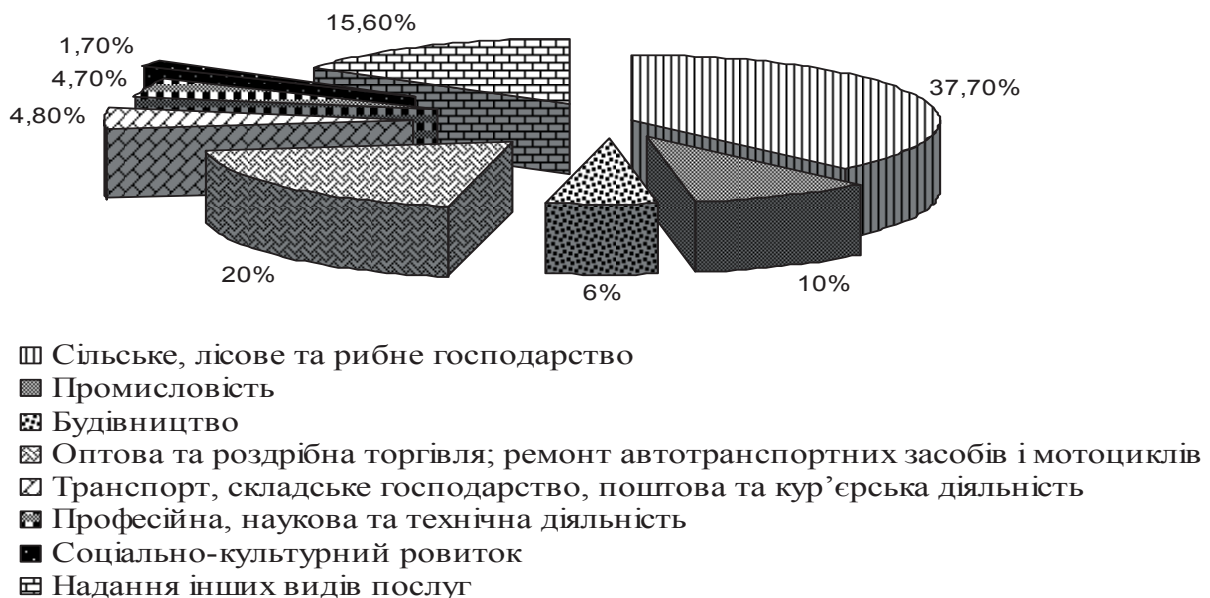 15,60%
1,70%
4,70%
4,80%
37,70%
20%
6%
10%
Сільське, лісове та рибне господарство
Промисловість
Будівництво
Оптова та роздрібна торгівля; ремонт автотранспортних засобів і мотоциклів
Транспорт, складське господарство, поштова та кур’єрська діяльність
Професійна, наукова та технічна діяльність
Соціально-культурний ровиток
Надання інших видів послуг